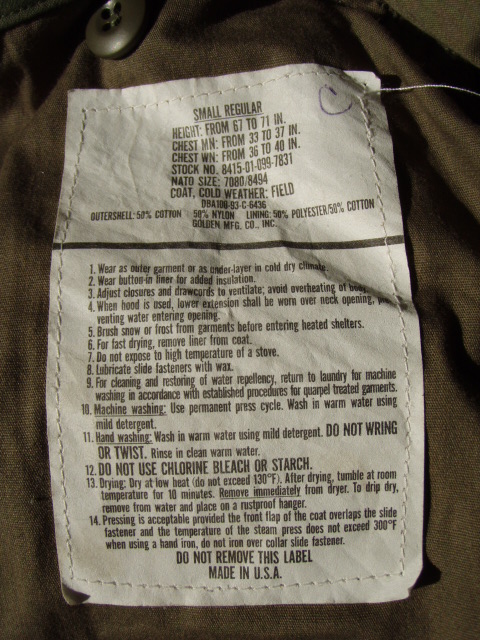 C
SMALL REGULAR
HEIGHT: FROM 67 TO 71 IN.
CHEST MN: FROM 33 TO 37 IN.
CHEST WN: FROM 36 TO 40 IN.
STOCK NO. 8415-01-099-7831
NATO SIZE: 7080/8494
COAT, COLD WEATHER: FIELD
DBA100-93-C-6436
OUTERSHELL: 50% COTTON 50% NYLON LINING: 50% POLYESTER/50% COTTON
GOLDEN MFG. CO., INC.
1. Wear as outer garment or as under-layer in cold dry climate.
2. Wear button-in liner for added insulation.
3. Adjust closures and drawcords to ventilate; avoid overheating of body.
4. When hood is used, lower extension shall be worn over neck opening, pre-
venting water entering opening.
5. Brush snow or frost from garments before entering heated shelters.
6. For fast drying, remove liner from coat.
7. Do not expose to high temperature of a stove.
8. Lubricate slide fasteners with wax.
9. For cleaning and restoring of water repellency, return to laundry for machine
washing in accordance with established procedures for quarpel treated garments.
10. Machine washing: Use permanent press cycle. Wash in warm water using
mild detergent.
11. Hand washing: Wash in warm water using mild detergent. DO NOT WRING
OR TWIST. Rinse in clean warm water.
12. DO NOT USE CHLORINE BLEACH OR STARCH.
13. Drying: Dry at low heat (do not exceed 130°F). After drying, tumble at room
temperature for 10 minutes. Remove immediately from dryer. To drip dry,
remove from water and place on a rustproof hanger.
14. Pressing is acceptable provided the front flap of the coat overlaps the slide
fastener and the temperature of the steam press does not exceed 300°F
when using a hand iron, do not iron over collar slide fastener.
DO NOT REMOVE THIS LABEL
MADE IN U.S.A.